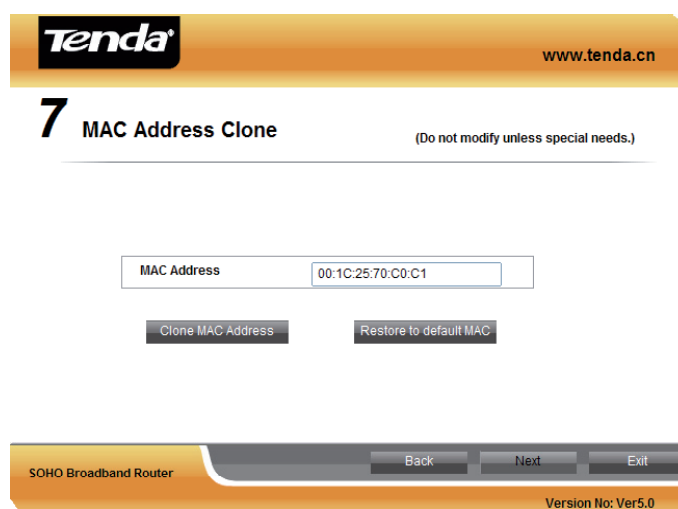 Tenda
www.tenda.cn
7 MAC Address Clone
(Do not modify unless special needs.)
MAC Address 00:1C:25:70:C0:C1
Clone MAC Address Restore to default MAC
Back Next Exit
SOHO Broadband Router
Version No: Ver5.0